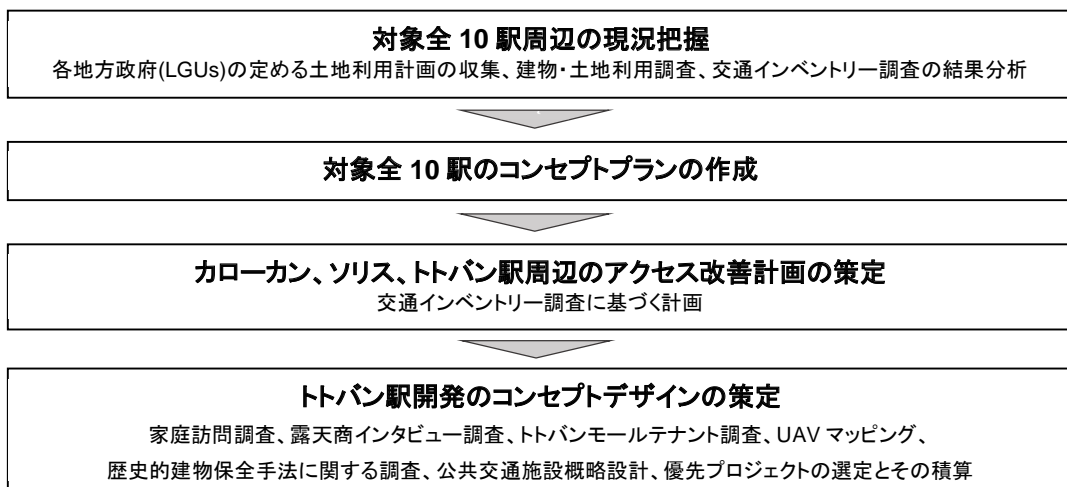 対象全 10 駅周辺の現況把握
各地方政府(LGUs)の定める土地利用計画の収集、建物・土地利用調査、交通インベントリー調査の結果分析
対象全 10 駅のコンセプトプランの作成
カローカン、ソリス、トトバン駅周辺のアクセス改善計画の策定
交通インベントリー調査に基づく計画
トトバン駅開発のコンセプトデザインの策定
家庭訪問調査、露天商インタビュー調査、トトバンモールテナント調査、UAV マッピング、
歴史的建物保全手法に関する調査、公共交通施設概略設計、優先プロジェクトの選定とその積算